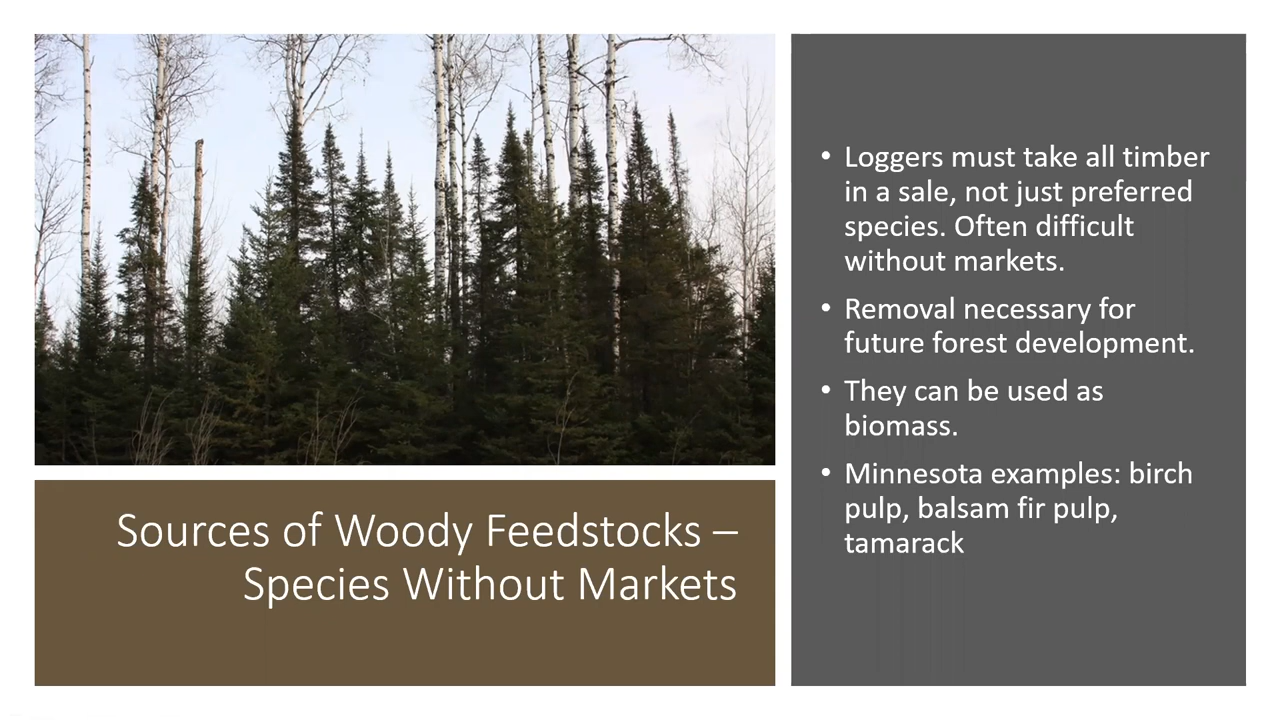 Sources of Woody Feedstocks –
Species Without Markets
• Loggers must take all timber
in a sale, not just preferred
species. Often difficult
without markets.
• Removal necessary for
future forest development.
• They can be used as
biomass.
• Minnesota examples: birch
pulp, balsam fir pulp,
tamarack